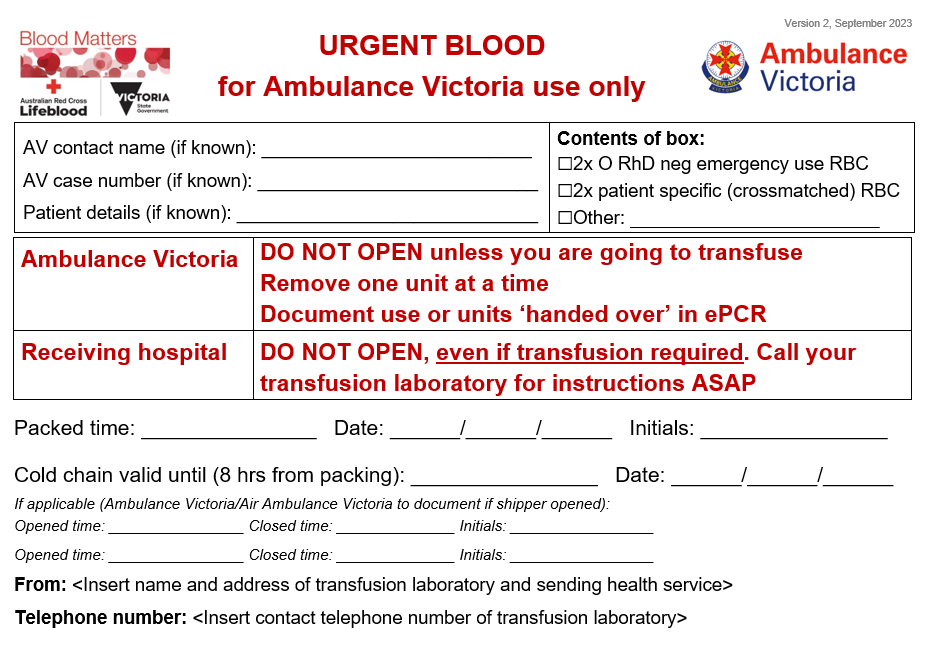 Version 2, September 2023
Blood Matters
Australian Red Cross
Lifeblood
VICTORIA
State
Government
URGENT BLOOD
for Ambulance Victoria use only
AMBULANCE
VICTORIA
Ambulance
Victoria
AV contact name (if known): ___________________________
AV case number (if known): ____________________________
Patient details (if known): ______________________________
Contents of box:
☐2x O RhD neg emergency use RBC
☐2x patient specific (crossmatched) RBC
☐Other: _________________________
Ambulance Victoria
DO NOT OPEN unless you are going to transfuse
Remove one unit at a time
Document use or units ‘handed over’ in ePCR
Receiving hospital
DO NOT OPEN, even if transfusion required. Call your
transfusion laboratory for instructions ASAP
Packed time: _______________ Date: ______/______/______ Initials: ________________
Cold chain valid until (8 hrs from packing): ________________ Date: ______/______/______
If applicable (Ambulance Victoria/Air Ambulance Victoria to document if shipper opened):
Opened time: ________________ Closed time: ______________ Initials: _________________
Opened time: ________________ Closed time: ______________ Initials: _________________
From: <Insert name and address of transfusion laboratory and sending health service>
Telephone number: <Insert contact telephone number of transfusion laboratory>